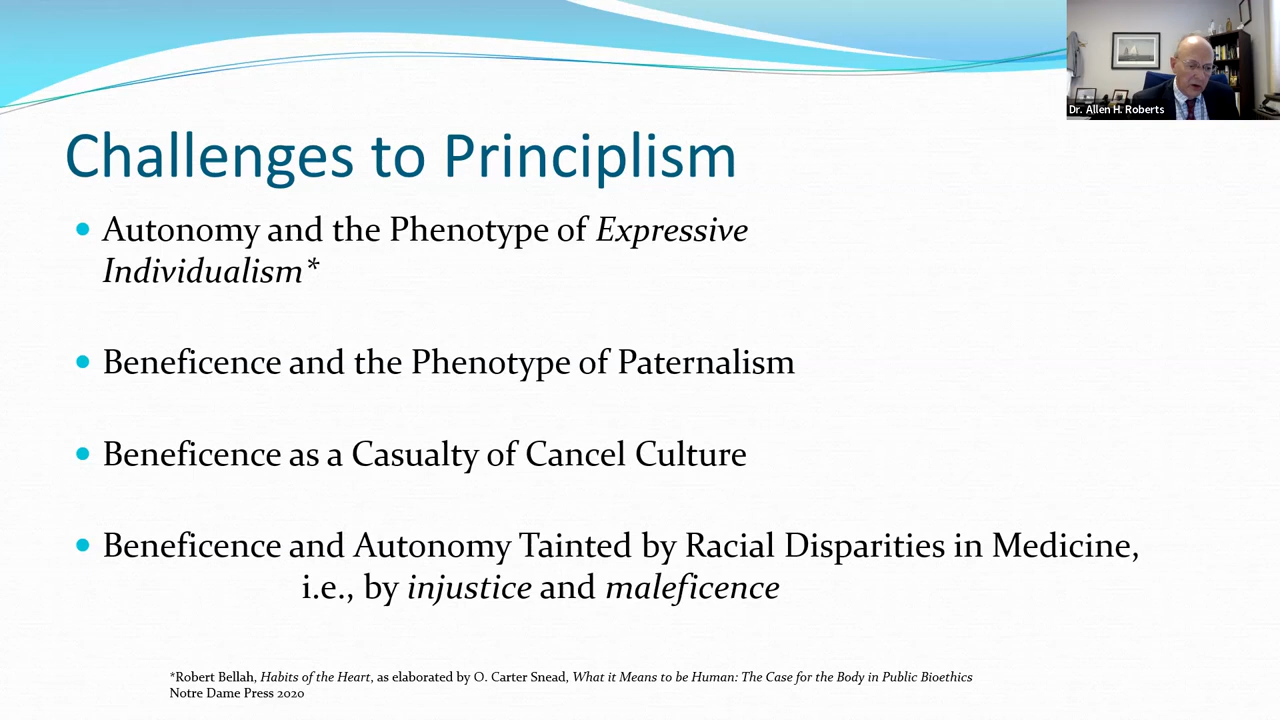 Dr. Allen H. Roberts
Challenges to Principlism
• Autonomy and the Phenotype of Expressive
Individualism*
• Beneficence and the Phenotype of Paternalism
• Beneficence as a Casualty of Cancel Culture
• Beneficence and Autonomy Tainted by Racial Disparities in Medicine,
i.e., by injustice and maleficence
*Robert Bellah, Habits of the Heart, as elaborated by O. Carter Snead, What it Means to be Human: The Case for the Body in Public Bioethics
Notre Dame Press 2020